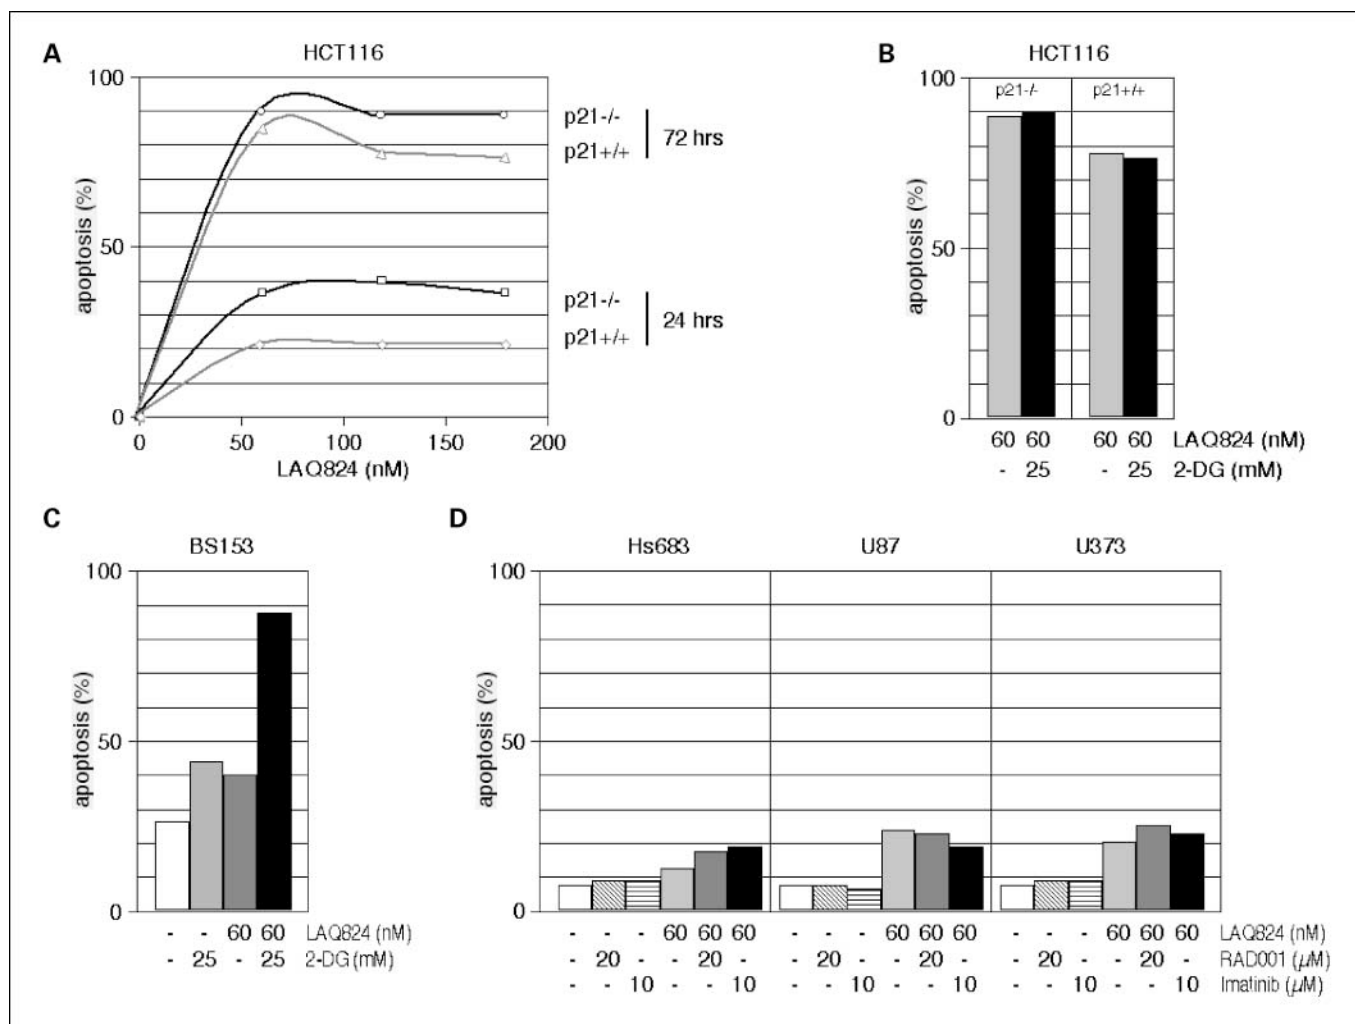 A
HCT116
100
50
0
apoptosis (%)
0 50 100 150 200
LAQ824 (nM)
p21-/-
p21+/+
72 hrs
p21-/-
p21+/+
24 hrs
B
HCT116
p21-/- p21+/+
100
50
0
apoptosis (%)
60 60 60 60 LAQ824 (nM)
- 25 - 25 2-DG (mM)
C
BS153
100
50
0
apoptosis (%)
- - 60 60 LAQ824 (nM)
- 25 - 25 2-DG (mM)
D
Hs683 U87 U373
100
50
0
apoptosis (%)
- - - 60 60 60 - - - 60 60 60 - - - 60 60 60 LAQ824 (nM)
- 20 - - 20 - - 20 - - 20 - - 20 - - 20 - RAD001 (μM)
- - 10 - - 10 - - 10 - - 10 - - 10 - - 10 Imatinib (μM)